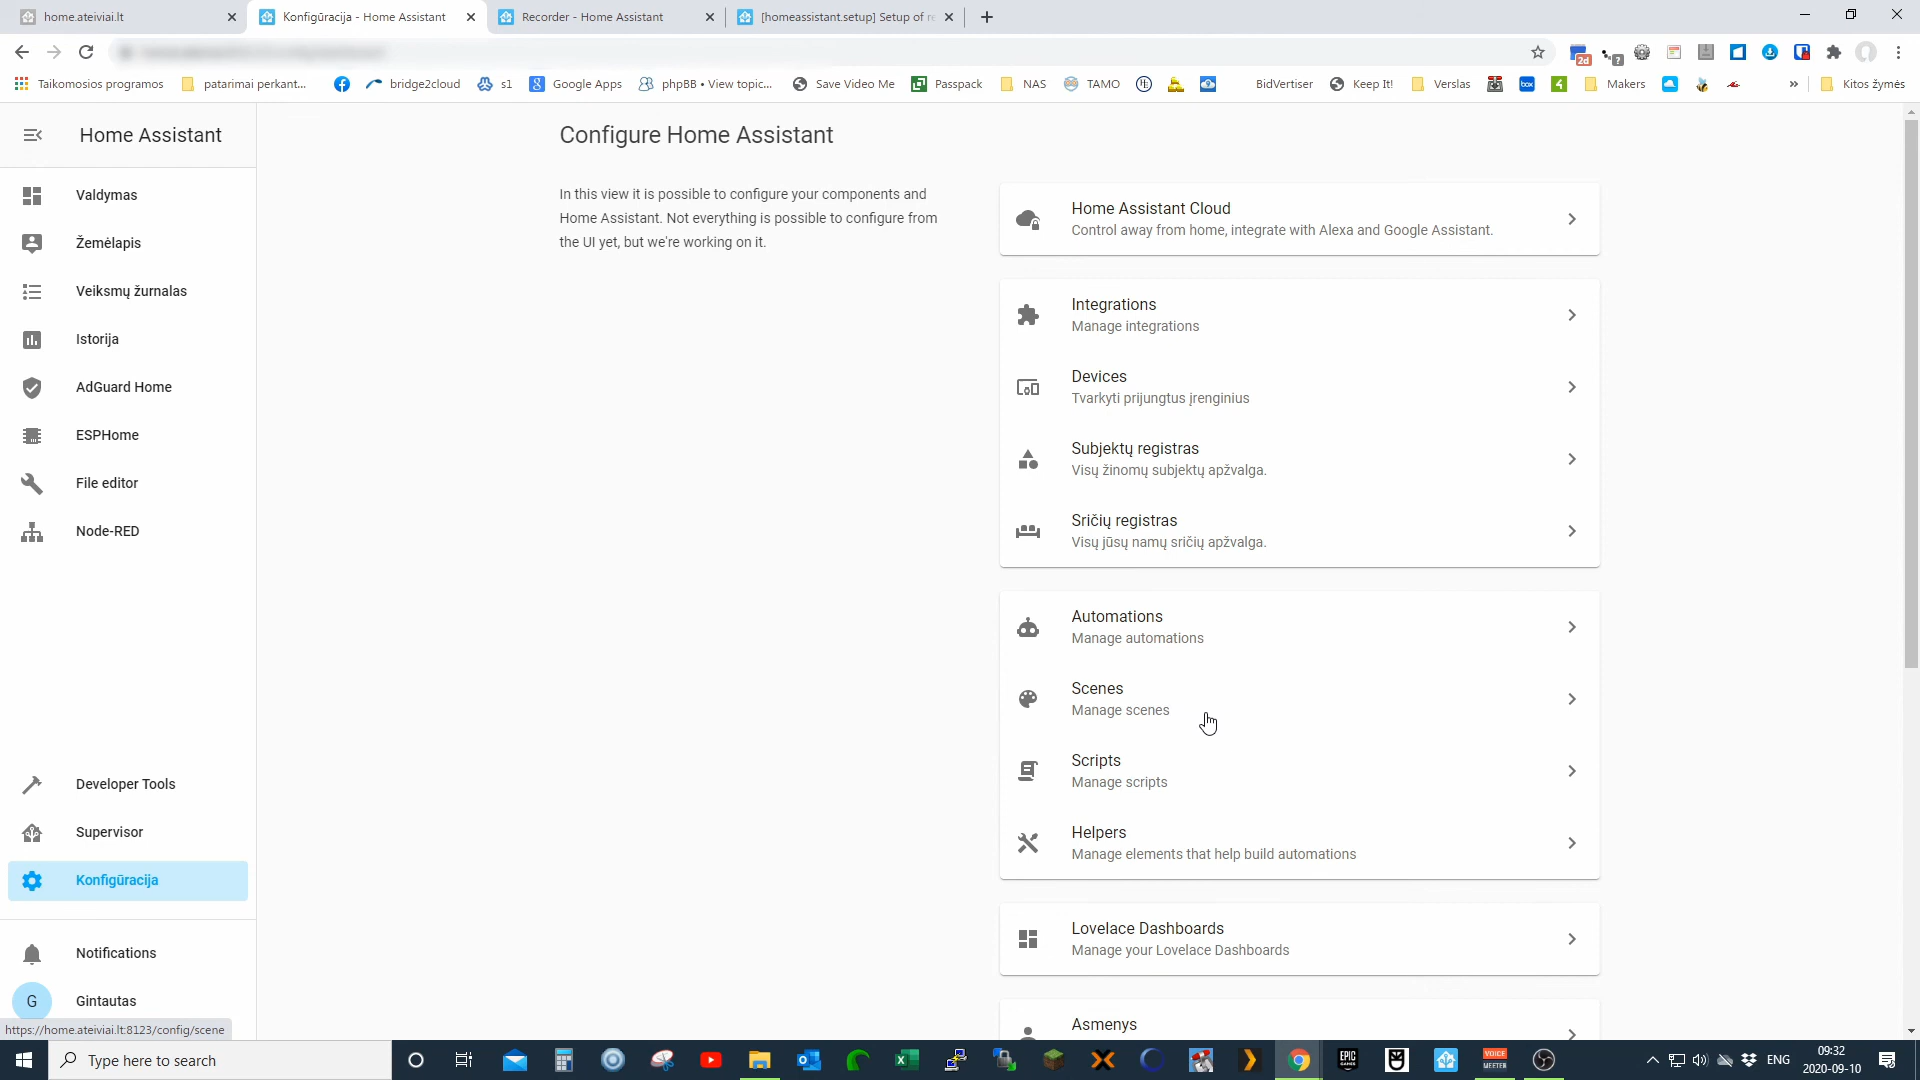 home.ateiviai.lt
Konfigūracija - Home Assistant
Recorder - Home Assistant
[homeassistant.setup] Setup of re
2d
?
Taikomosios programos
patarimai perkant...
bridge2cloud
s1
Google Apps
phpBB • View topic...
Save Video Me
Passpack
NAS
TAMO
BidVertiser
Keep It!
Verslas
box
4
Makers
»
Kitos žymės
Home Assistant
Valdymas
Žemėlapis
Veiksmų žurnalas
Istorija
AdGuard Home
ESPHome
File editor
Node-RED
Developer Tools
Supervisor
Konfigūracija
Notifications
G
Gintautas
https://home.ateiviai.lt:8123/config/scene
Configure Home Assistant
In this view it is possible to configure your components and
Home Assistant. Not everything is possible to configure from
the UI yet, but we're working on it.
Home Assistant Cloud
Control away from home, integrate with Alexa and Google Assistant.
Integrations
Manage integrations
Devices
Tvarkyti prijungtus įrenginius
Subjektų registras
Visų žinomų subjektų apžvalga.
Sričių registras
Visų jūsų namų sričių apžvalga.
Automations
Manage automations
Scenes
Manage scenes
Scripts
Manage scripts
Helpers
Manage elements that help build automations
Lovelace Dashboards
Manage your Lovelace Dashboards
Asmenys
Type here to search
EPIC
GAMES
VOICE
MEETER
ENG
09:32
2020-09-10